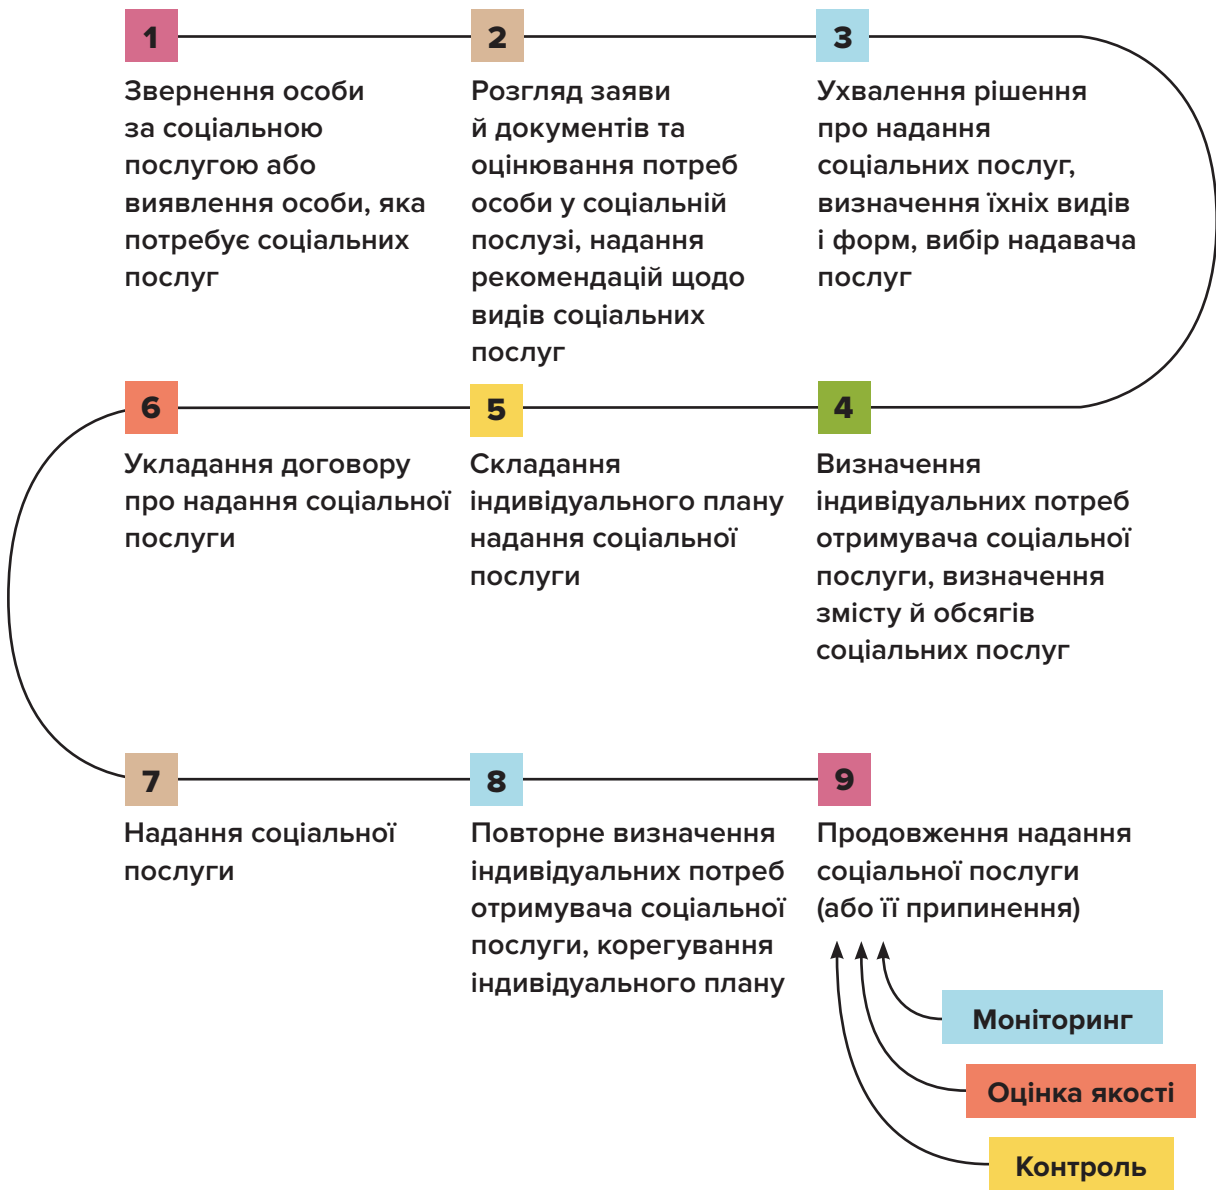 1
Звернення особи
за соціальною
послугою або
виявлення особи, яка
потребує соціальних
послуг
2
Розгляд заяви
й документів та
оцінювання потреб
особи у соціальній
послузі, надання
рекомендацій щодо
видів соціальних
послуг
3
Ухвалення рішення
про надання
соціальних послуг,
визначення їхніх видів
і форм, вибір надавача
послуг
4
Визначення
індивідуальних потреб
отримувача соціальної
послуги, визначення
змісту й обсягів
соціальних послуг
5
Складання
індивідуального плану
надання соціальної
послуги
6
Укладання договору
про надання соціальної
послуги
7
Надання соціальної
послуги
8
Повторне визначення
індивідуальних потреб
отримувача соціальної
послуги, корегування
індивідуального плану
9
Продовження надання
соціальної послуги
(або її припинення)
Моніторинг
Оцінка якості
Контроль